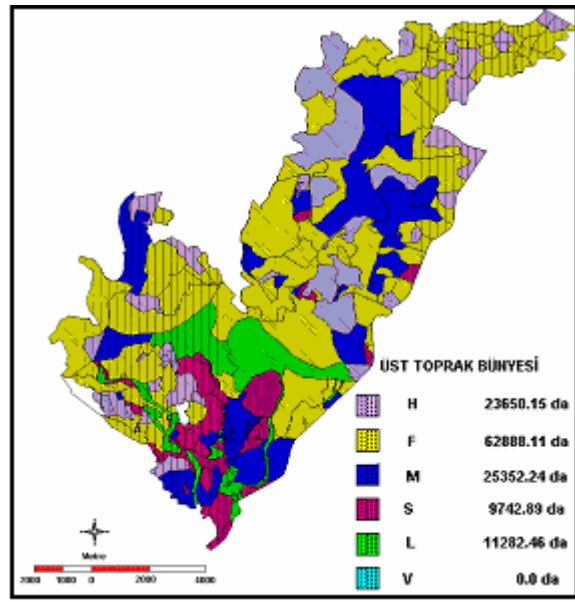 ÜST TOPRAK BÜNYESİ
H 23650.15 da
F 62888.11 da
M 25352.24 da
S 9742.89 da
L 11282.46 da
V 0.0 da
Metre
2000 1000 0 2000 4000